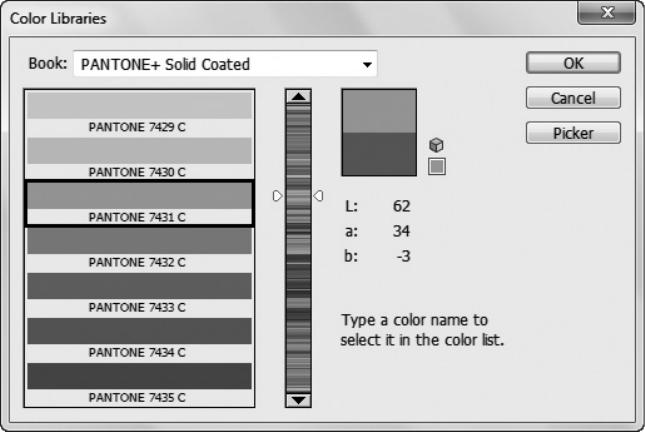 Color Libraries
Book: PANTONE+ Solid Coated
OK
Cancel
Picker
PANTONE 7429 C
PANTONE 7430 C
PANTONE 7431 C
PANTONE 7432 C
PANTONE 7433 C
PANTONE 7434 C
PANTONE 7435 C
L: 62
a: 34
b: -3
Type a color name to
select it in the color list.